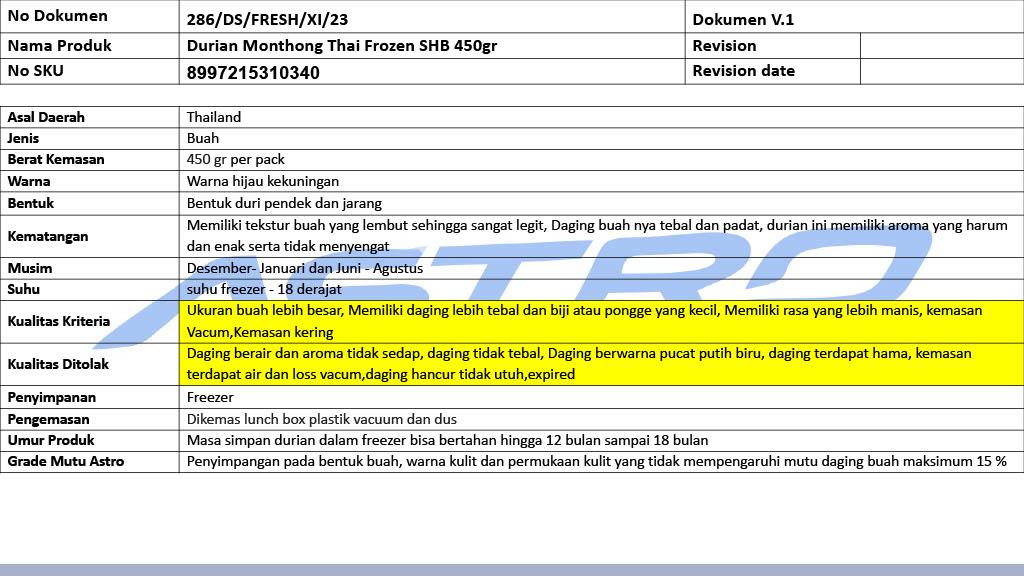 No Dokumen 286/DS/FRESH/XI/23 Dokumen V.1
Nama Produk Durian Monthong Thai Frozen SHB 450gr Revision
No SKU 8997215310340 Revision date
Asal Daerah Thailand
Jenis Buah
Berat Kemasan 450 gr per pack
Warna Warna hijau kekuningan
Bentuk Bentuk duri pendek dan jarang
Kematangan Memiliki tekstur buah yang lembut sehingga sangat legit, Daging buah nya tebal dan padat, durian ini memiliki aroma yang harum
dan enak serta tidak menyengat
Musim Desember- Januari dan Juni - Agustus
Suhu suhu freezer - 18 derajat
Kualitas Kriteria Ukuran buah lebih besar, Memiliki daging lebih tebal dan biji atau pongge yang kecil, Memiliki rasa yang lebih manis, kemasan
Vacum,Kemasan kering
Kualitas Ditolak Daging berair dan aroma tidak sedap, daging tidak tebal, Daging berwarna pucat putih biru, daging terdapat hama, kemasan
terdapat air dan loss vacum,daging hancur tidak utuh,expired
Penyimpanan Freezer
Pengemasan Dikemas lunch box plastik vacuum dan dus
Umur Produk Masa simpan durian dalam freezer bisa bertahan hingga 12 bulan sampai 18 bulan
Grade Mutu Astro Penyimpangan pada bentuk buah, warna kulit dan permukaan kulit yang tidak mempengaruhi mutu daging buah maksimum 15 %
ASTRO